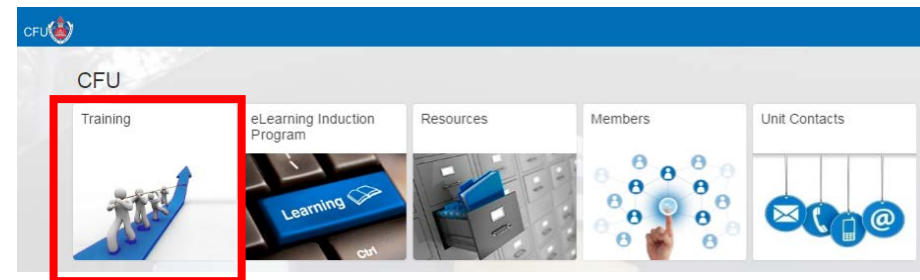 CFU
CFU
Training
eLearning Induction
Program
Resources
Members
Unit Contacts
Learning
Ctrl
@